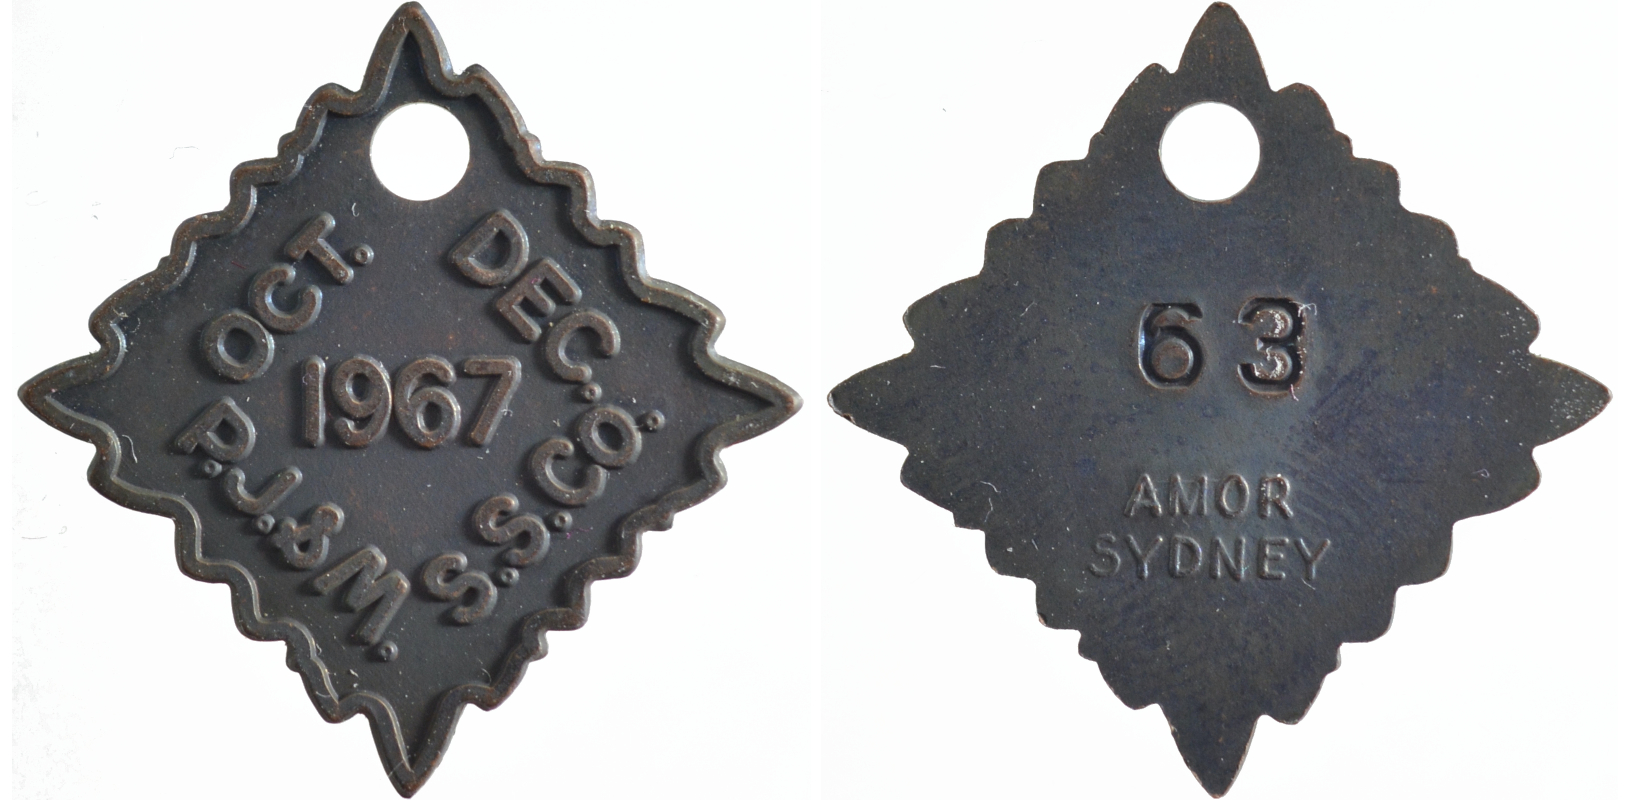 OCT. DEC.
1967
P.J.&M. S.S.CO.
63
AMOR
SYDNEY